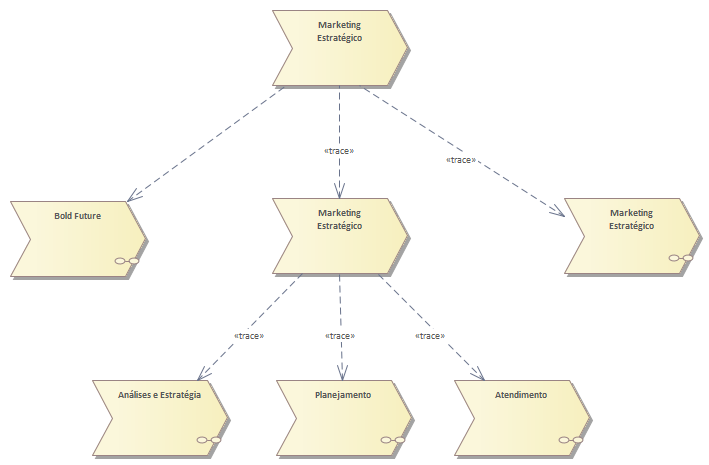 Marketing
Estratégico
«trace»
«trace»
Bold Future
Marketing
Estratégico
Marketing
Estratégico
«trace»
«trace»
«trace»
Análises e Estratégia
Planejamento
Atendimento